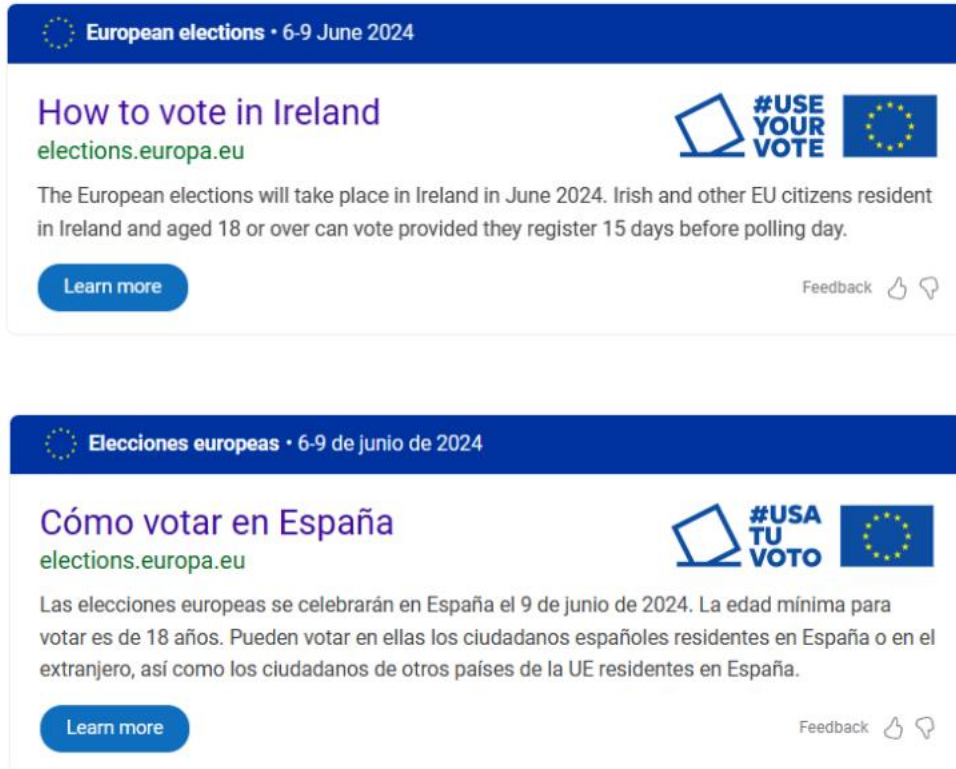 European elections • 6-9 June 2024
How to vote in Ireland
elections.europa.eu
#USE
YOUR
VOTE
The European elections will take place in Ireland in June 2024. Irish and other EU citizens resident
in Ireland and aged 18 or over can vote provided they register 15 days before polling day.
Learn more
Feedback
Elecciones europeas • 6-9 de junio de 2024
Cómo votar en España
elections.europa.eu
#USA
TU
VOTO
Las elecciones europeas se celebrarán en España el 9 de junio de 2024. La edad mínima para
votar es de 18 años. Pueden votar en ellas los ciudadanos españoles residentes en España o en el
extranjero, así como los ciudadanos de otros países de la UE residentes en España.
Learn more
Feedback